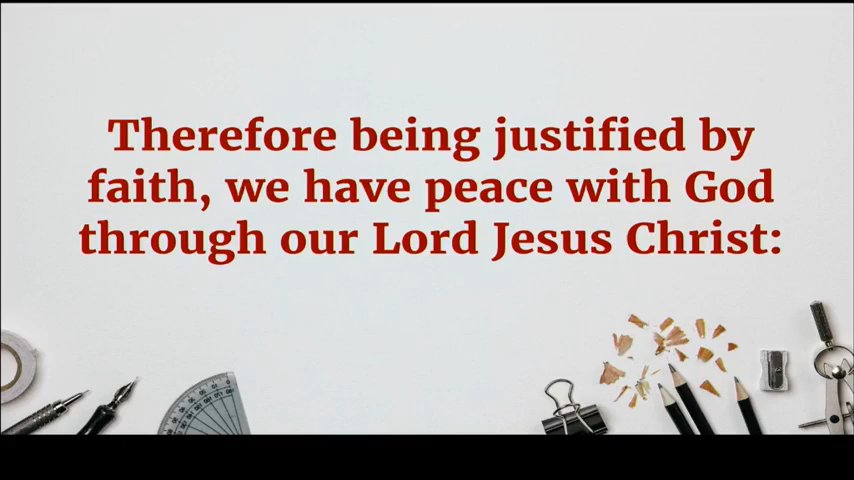 Therefore being justified by
faith, we have peace with God
through our Lord Jesus Christ: